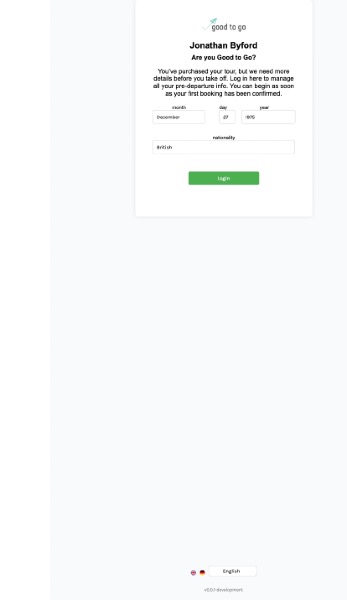 good to go
Jonathan Byford
Are you Good to Go?
You've purchased your tour, but we need more
details before you take off. Log in here to manage
all your pre-departure info. You can begin as soon
as your first booking has been confirmed.
month day year
December 27 1975
nationality
British
login
English
v5.0.1-development